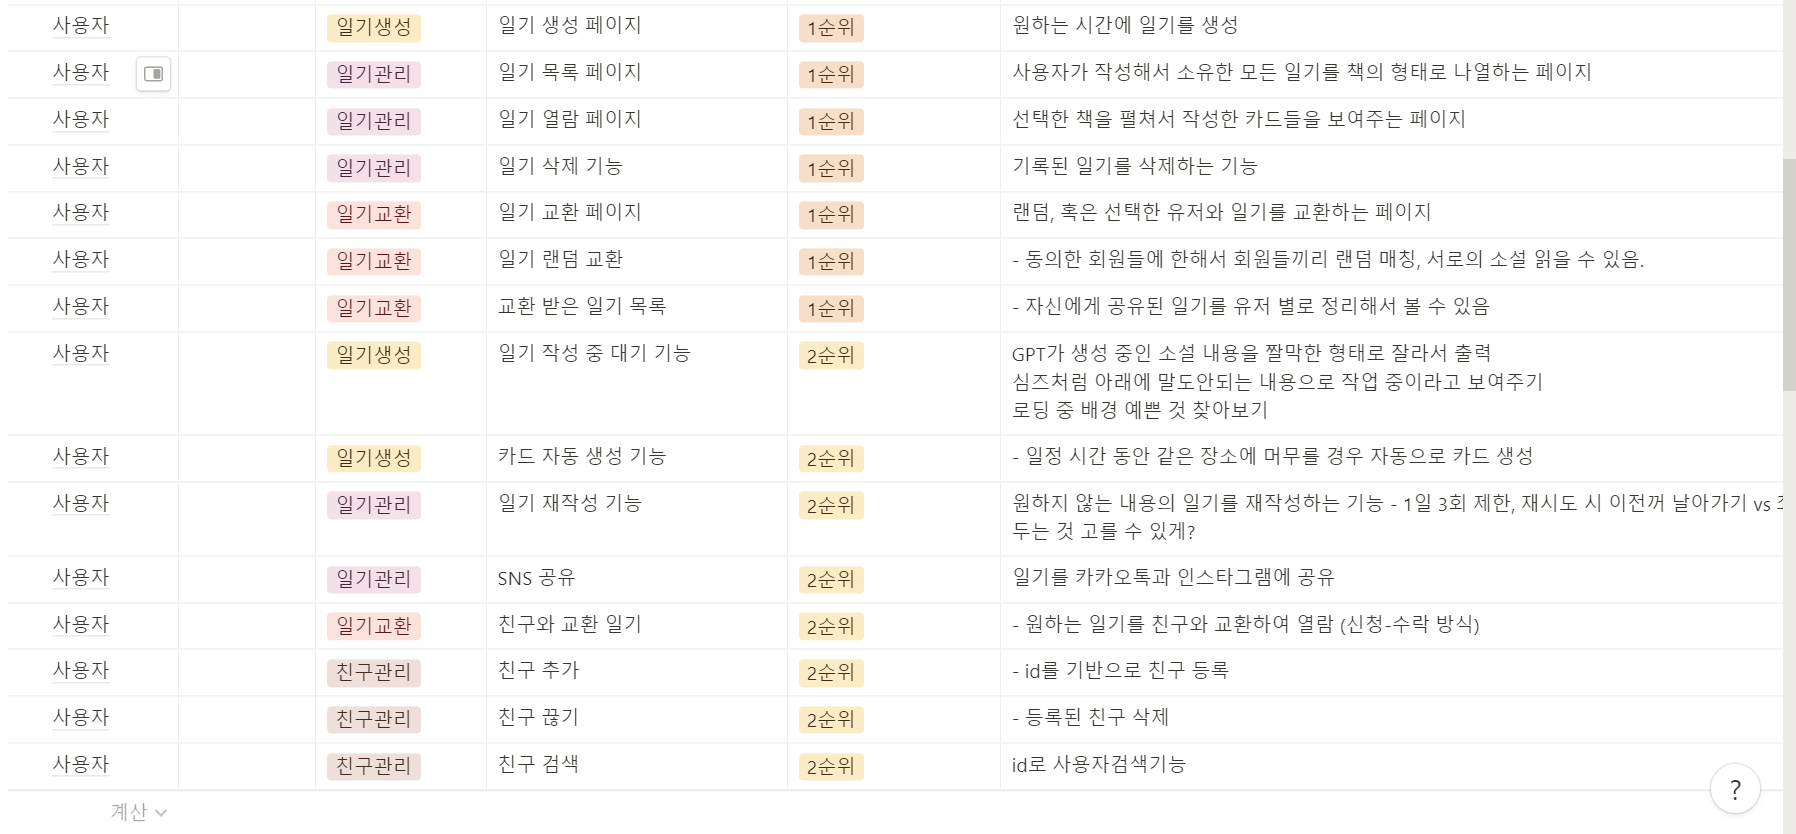 사용자 일기생성 일기 생성 페이지 1순위 원하는 시간에 일기를 생성
사용자 일기관리 일기 목록 페이지 1순위 사용자가 작성해서 소유한 모든 일기를 책의 형태로 나열하는 페이지
사용자 일기관리 일기 열람 페이지 1순위 선택한 책을 펼쳐서 작성한 카드들을 보여주는 페이지
사용자 일기관리 일기 삭제 기능 1순위 기록된 일기를 삭제하는 기능
사용자 일기교환 일기 교환 페이지 1순위 랜덤, 혹은 선택한 유저와 일기를 교환하는 페이지
사용자 일기교환 일기 랜덤 교환 1순위 - 동의한 회원들에 한해서 회원들끼리 랜덤 매칭, 서로의 소설 읽을 수 있음.
사용자 일기교환 교환 받은 일기 목록 1순위 - 자신에게 공유된 일기를 유저 별로 정리해서 볼 수 있음
사용자 일기생성 일기 작성 중 대기 기능 2순위 GPT가 생성 중인 소설 내용을 짤막한 형태로 잘라서 출력
심즈처럼 아래에 말도안되는 내용으로 작업 중이라고 보여주기
로딩 중 배경 예쁜 것 찾아보기
사용자 일기생성 카드 자동 생성 기능 2순위 - 일정 시간 동안 같은 장소에 머무를 경우 자동으로 카드 생성
사용자 일기관리 일기 재작성 기능 2순위 원하지 않는 내용의 일기를 재작성하는 기능 - 1일 3회 제한, 재시도 시 이전꺼 날아가기 vs
두는 것 고를 수 있게?
사용자 일기관리 SNS 공유 2순위 일기를 카카오톡과 인스타그램에 공유
사용자 일기교환 친구와 교환 일기 2순위 - 원하는 일기를 친구와 교환하여 열람 (신청-수락 방식)
사용자 친구관리 친구 추가 2순위 - id를 기반으로 친구 등록
사용자 친구관리 친구 끊기 2순위 - 등록된 친구 삭제
사용자 친구관리 친구 검색 2순위 id로 사용자검색기능
계산
?